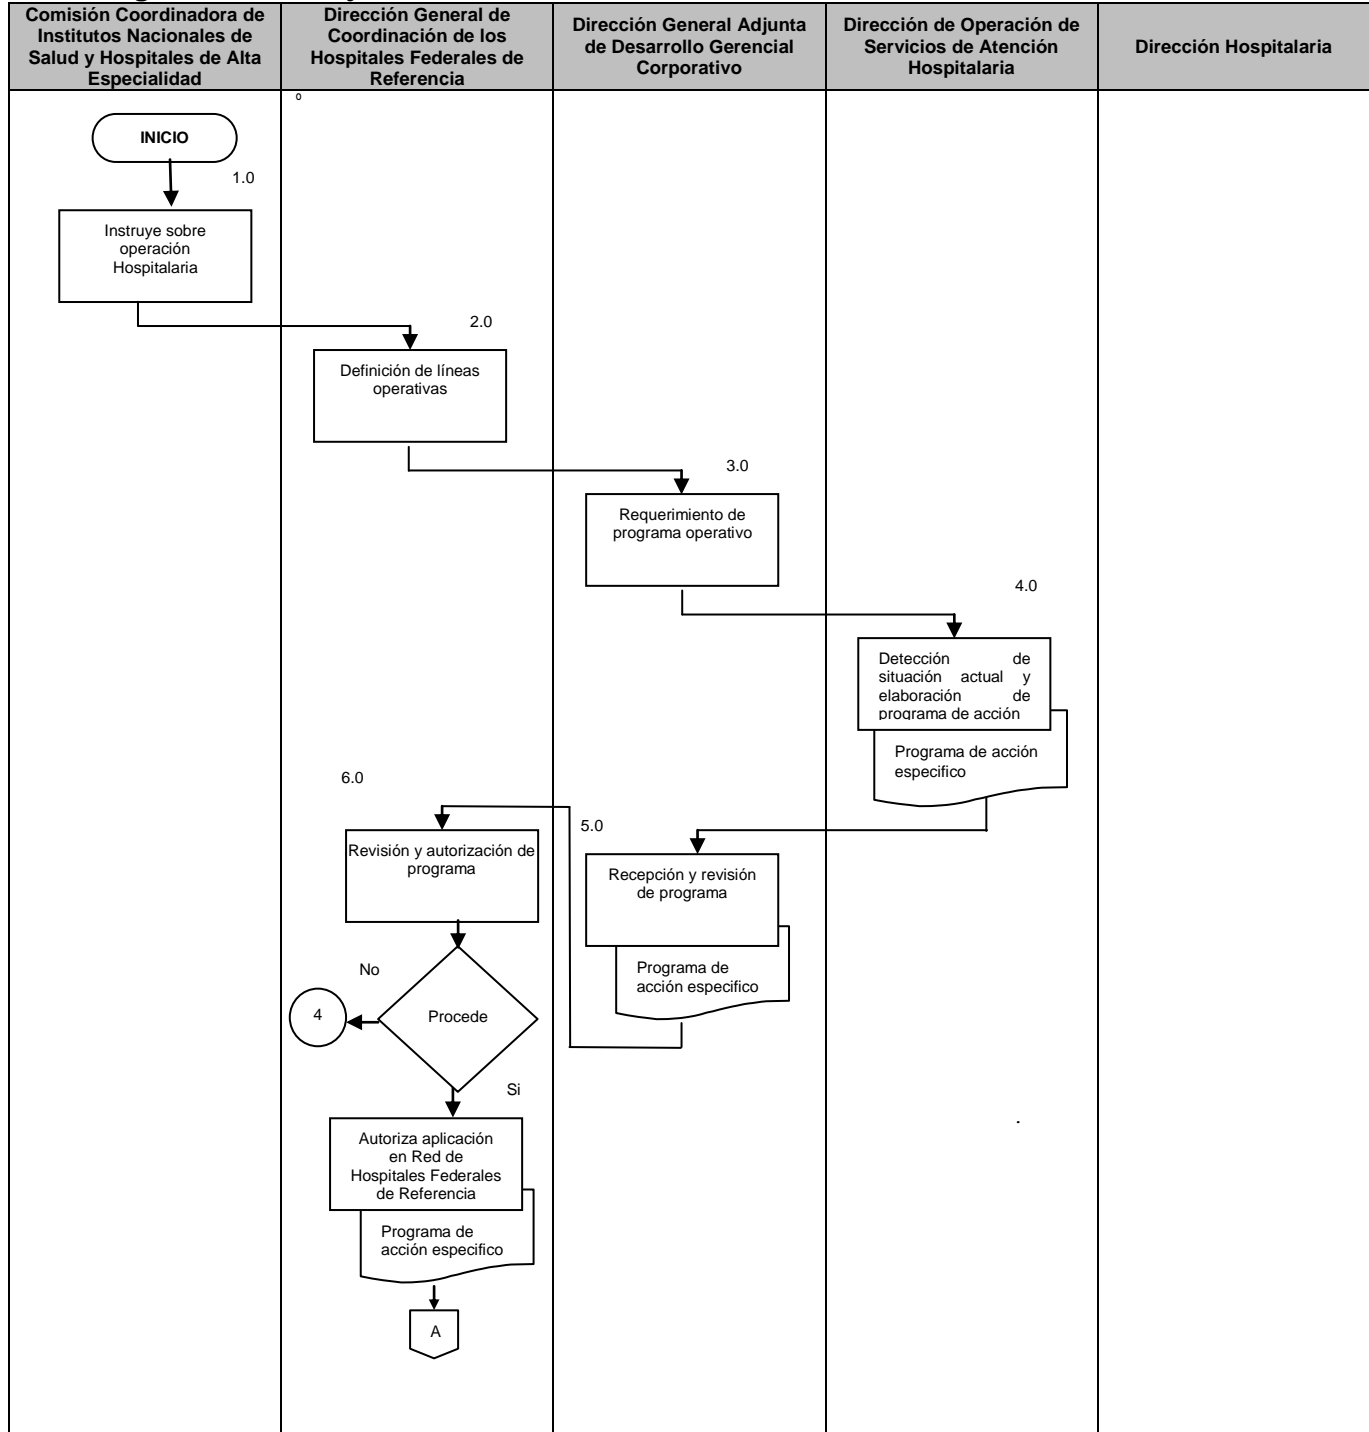 Comisión Coordinadora de
Institutos Nacionales de
Salud y Hospitales de Alta
Especialidad
Dirección General de
Coordinación de los
Hospitales Federales de
Referencia
Dirección General Adjunta
de Desarrollo Gerencial
Corporativo
Dirección de Operación de
Servicios de Atención
Hospitalaria
Dirección Hospitalaria
º
INICIO
1.0
Instruye sobre
operación
Hospitalaria
2.0
Definición de líneas
operativas
3.0
Requerimiento de
programa operativo
4.0
Detección de
situación actual y
elaboración de
programa de acción
Programa de acción
especifico
5.0
Recepción y revisión
de programa
Programa de
acción especifico
6.0
Revisión y autorización de
programa
No
4
Procede
Si
Autoriza aplicación
en Red de
Hospitales Federales
de Referencia
Programa de
acción especifico
A
.